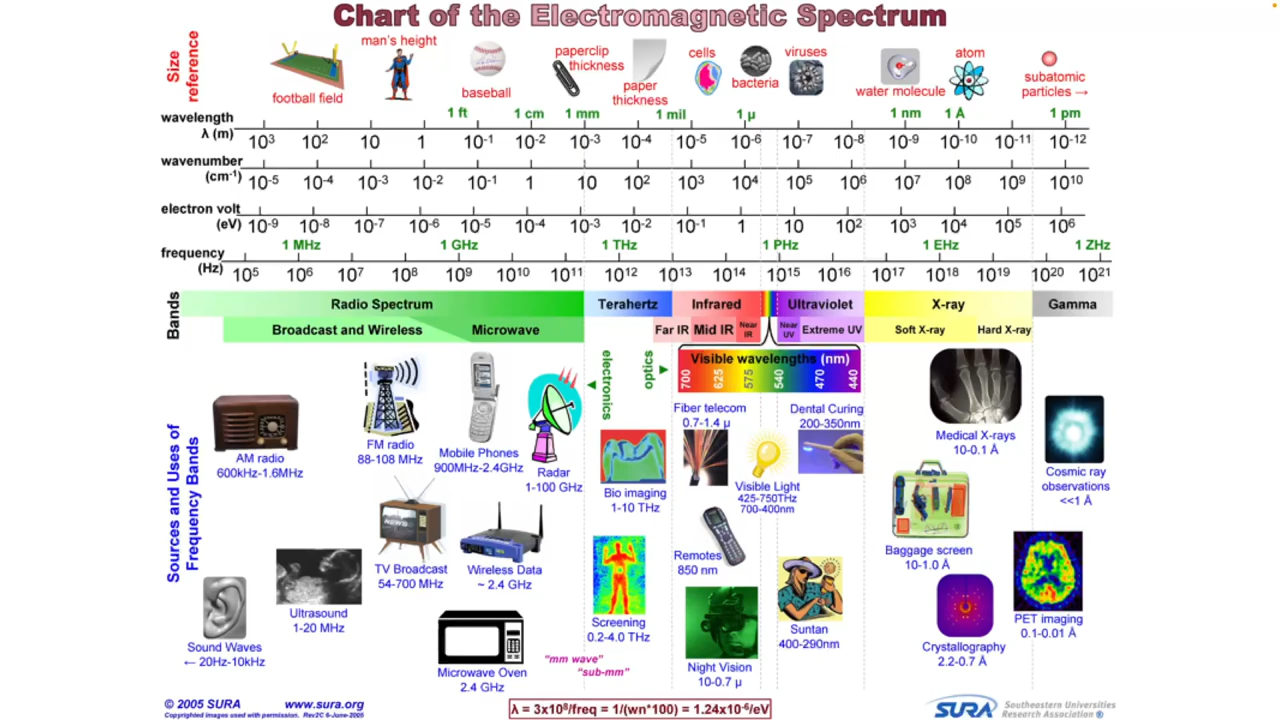 Chart of the Electromagnetic Spectrum
Size
reference
football field
man's height
baseball
paperclip
thickness
paper
thickness
cells
bacteria
viruses
water molecule
atom
subatomic
particles →
wavelength
λ (m)
1 ft 1 cm 1 mm 1 mil 1 µ 1 nm 1 Å 1 pm
10³ 10² 10 1 10⁻¹ 10⁻² 10⁻³ 10⁻⁴ 10⁻⁵ 10⁻⁶ 10⁻⁷ 10⁻⁸ 10⁻⁹ 10⁻¹⁰ 10⁻¹¹ 10⁻¹²
wavenumber
(cm⁻¹)
10⁻⁵ 10⁻⁴ 10⁻³ 10⁻² 10⁻¹ 1 10 10² 10³ 10⁴ 10⁵ 10⁶ 10⁷ 10⁸ 10⁹ 10¹⁰
electron volt
(eV)
10⁻⁹ 10⁻⁸ 10⁻⁷ 10⁻⁶ 10⁻⁵ 10⁻⁴ 10⁻³ 10⁻² 10⁻¹ 1 10 10² 10³ 10⁴ 10⁵ 10⁶
frequency
(Hz)
1 MHz 1 GHz 1 THz 1 PHz 1 EHz 1 ZHz
10⁵ 10⁶ 10⁷ 10⁸ 10⁹ 10¹⁰ 10¹¹ 10¹² 10¹³ 10¹⁴ 10¹⁵ 10¹⁶ 10¹⁷ 10¹⁸ 10¹⁹ 10²⁰ 10²¹
Bands
Radio Spectrum Terahertz Infrared Ultraviolet X-ray Gamma
Broadcast and Wireless Microwave
Far IR Mid IR Near
IR
Near
UV
Extreme UV Soft X-ray Hard X-ray
electronics
optics
Visible wavelengths (nm)
700 625 575 540 470 440
Sources and Uses of
Frequency Bands
AM radio
600kHz-1.6MHz
FM radio
88-108 MHz
Mobile Phones
900MHz-2.4GHz
Radar
1-100 GHz
Bio imaging
1-10 THz
Fiber telecom
0.7-1.4 µ
Visible Light
425-750THz
700-400nm
Dental Curing
200-350nm
Medical X-rays
10-0.1 Å
Cosmic ray
observations
<<1 Å
NEWS
TV Broadcast
54-700 MHz
Wireless Data
~ 2.4 GHz
Remotes
850 nm
Baggage screen
10-1.0 Å
Ultrasound
1-20 MHz
Screening
0.2-4.0 THz
Suntan
400-290nm
PET imaging
0.1-0.01 Å
Sound Waves
← 20Hz-10kHz
Microwave Oven
2.4 GHz
"mm wave"
"sub-mm"
Night Vision
10-0.7 µ
Crystallography
2.2-0.7 Å
© 2005 SURA www.sura.org
Copyrighted images used with permission. Rev2C 6-June-2005
λ = 3x10⁸/freq = 1/(wn*100) = 1.24x10⁻⁶/eV
SURA
Southeastern Universities
Research Association ®